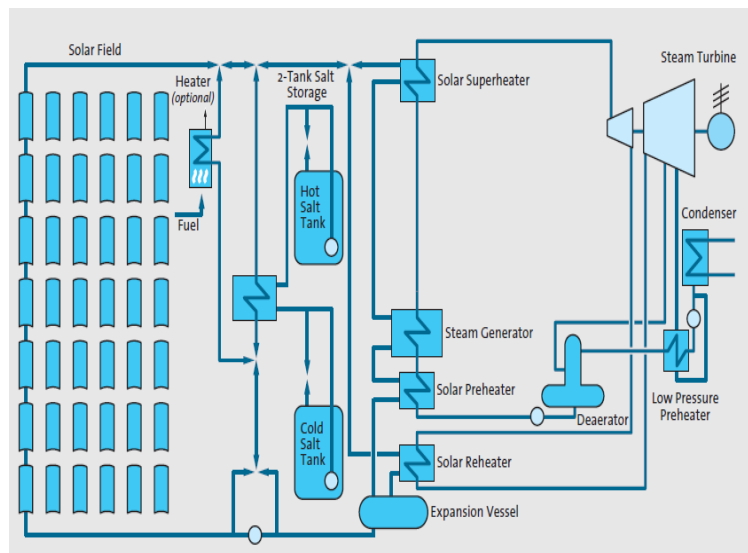 Solar Field
Heater
(optional)
2-Tank Salt
Storage
Steam Turbine
Solar Superheater
Hot
Salt
Tank
Fuel
Condenser
Steam Generator
Solar Preheater
Deaerator
Low Pressure
Preheater
Cold
Salt
Tank
Solar Reheater
Expansion Vessel